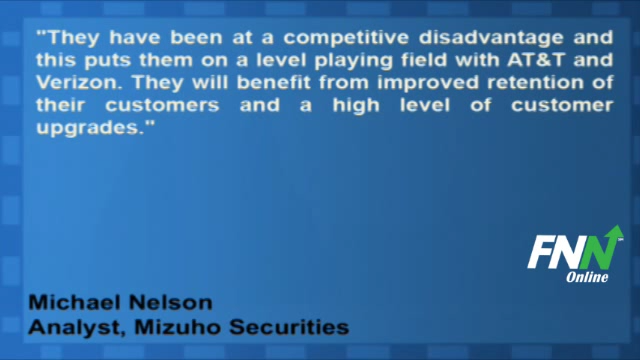 "They have been at a competitive disadvantage and
this puts them on a level playing field with AT&T and
Verizon. They will benefit from improved retention of
their customers and a high level of customer
upgrades."
FNN
Online
Michael Nelson
Analyst, Mizuho Securities